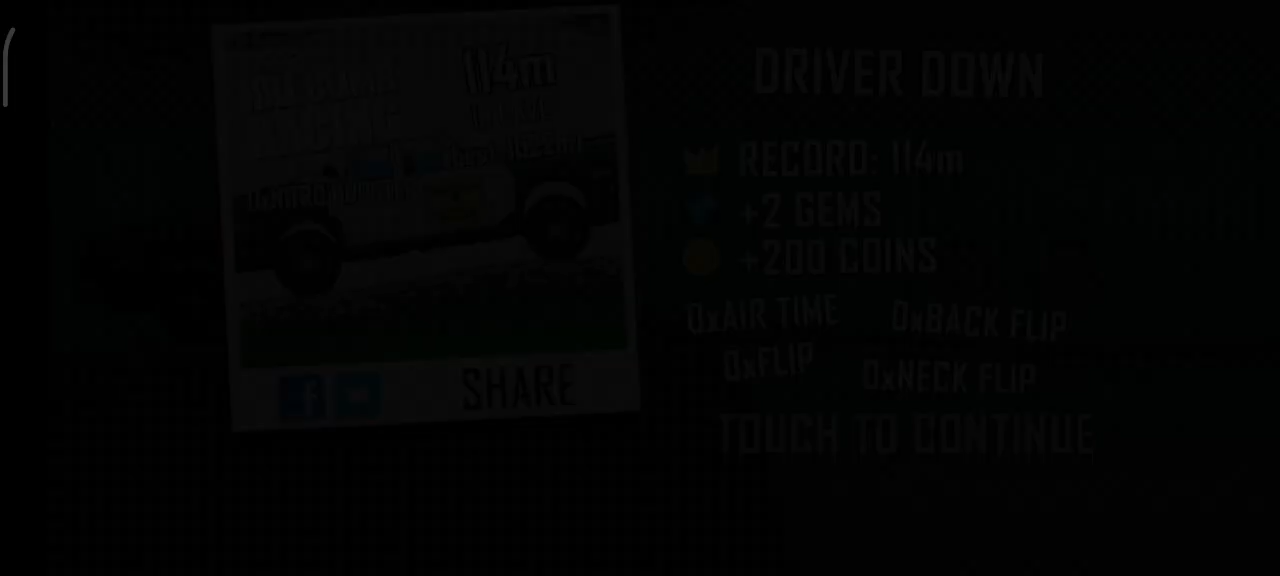 114m
DRIVER DOWN
RECORD: 114m
+2 GEMS
+200 COINS
0xAIR TIME 0xBACK FLIP
0xFLIP 0xNECK FLIP
SHARE
TOUCH TO CONTINUE